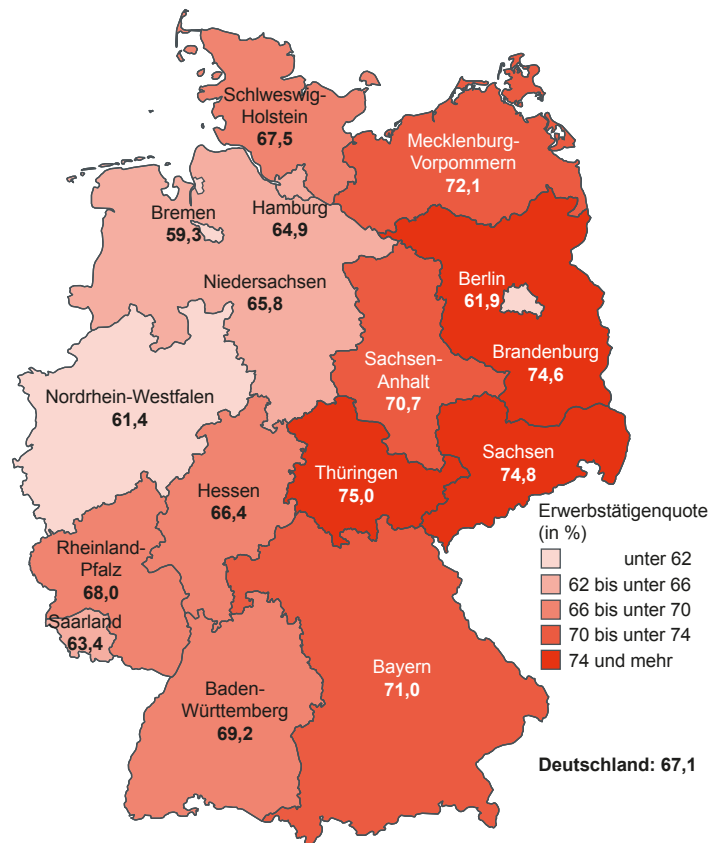 Schlweswig-
Holstein
67,5
Mecklenburg-
Vorpommern
72,1
Bremen
59,3
Hamburg
64,9
Niedersachsen
65,8
Berlin
61,9
Brandenburg
74,6
Sachsen-
Anhalt
70,7
Nordrhein-Westfalen
61,4
Sachsen
74,8
Thüringen
75,0
Hessen
66,4
Rheinland-
Pfalz
68,0
Saarland
63,4
Bayern
71,0
Baden-
Württemberg
69,2
Erwerbstätigenquote
(in %)
unter 62
62 bis unter 66
66 bis unter 70
70 bis unter 74
74 und mehr
Deutschland: 67,1